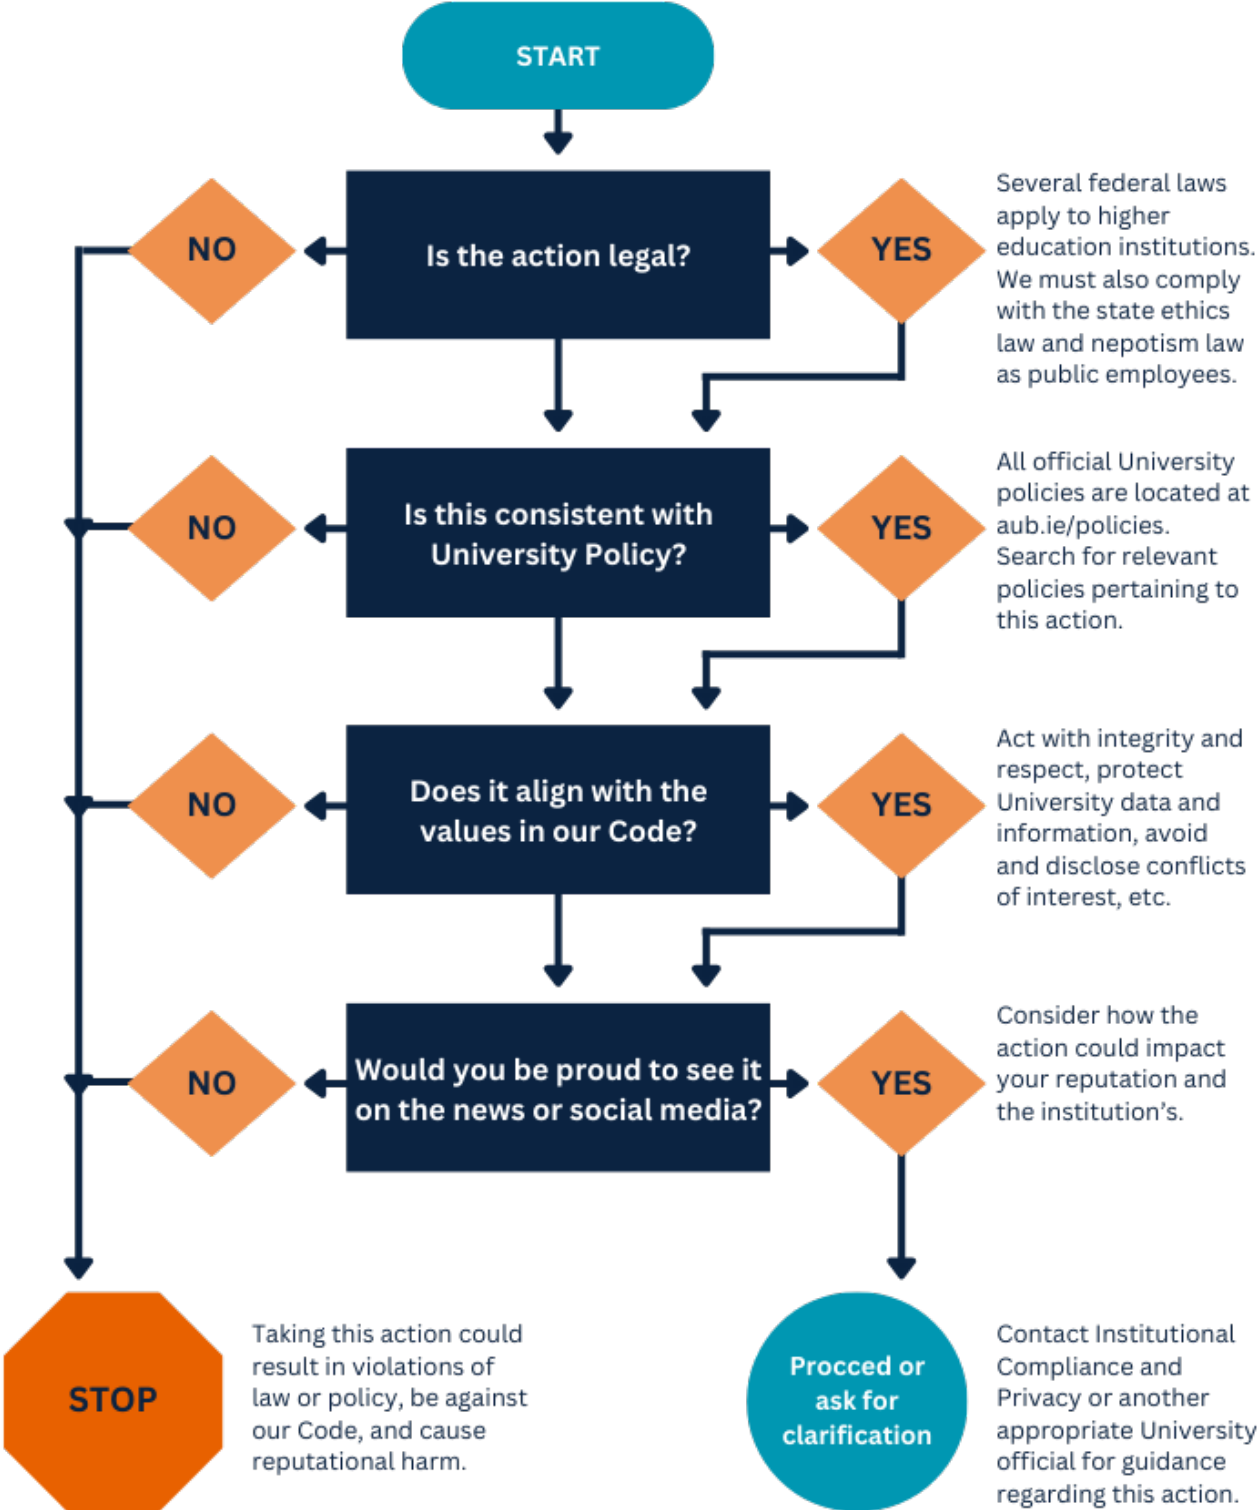 START
NO
Is the action legal?
YES
Several federal laws
apply to higher
education institutions.
We must also comply
with the state ethics
law and nepotism law
as public employees.
NO
Is this consistent with
University Policy?
YES
All official University
policies are located at
aub.ie/policies.
Search for relevant
policies pertaining to
this action.
NO
Does it align with the
values in our Code?
YES
Act with integrity and
respect, protect
University data and
information, avoid
and disclose conflicts
of interest, etc.
NO
Would you be proud to see it
on the news or social media?
YES
Consider how the
action could impact
your reputation and
the institution's.
STOP
Taking this action could
result in violations of
law or policy, be against
our Code, and cause
reputational harm.
Procced or
ask for
clarification
Contact Institutional
Compliance and
Privacy or another
appropriate University
official for guidance
regarding this action.